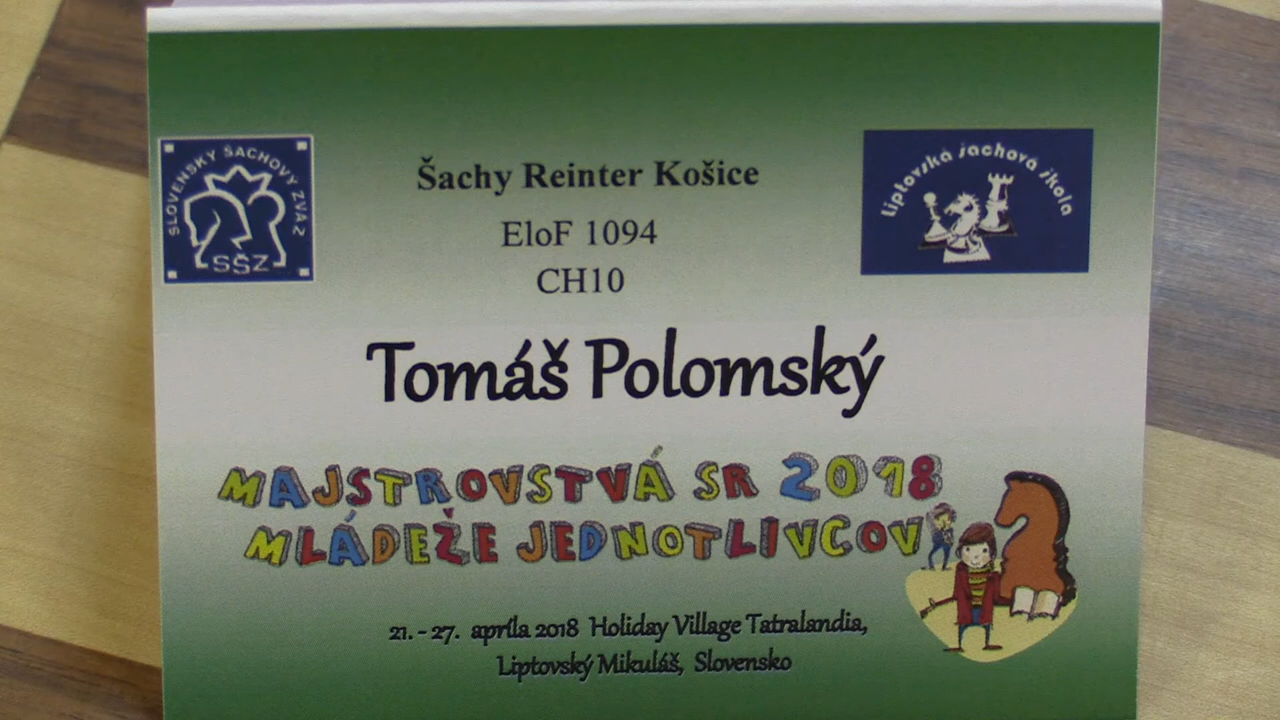 SLOVENSKÝ ŠACHOVÝ ZVÄZ
SŠZ
Šachy Reinter Košice
EloF 1094
CH10
Liptovská šachová škola
Tomáš Polomský
MAJSTROVSTVÁ SR 2018
MLÁDEŽE JEDNOTLIVCOV
21. - 27. apríla 2018 Holiday Village Tatralandia,
Liptovský Mikuláš, Slovensko